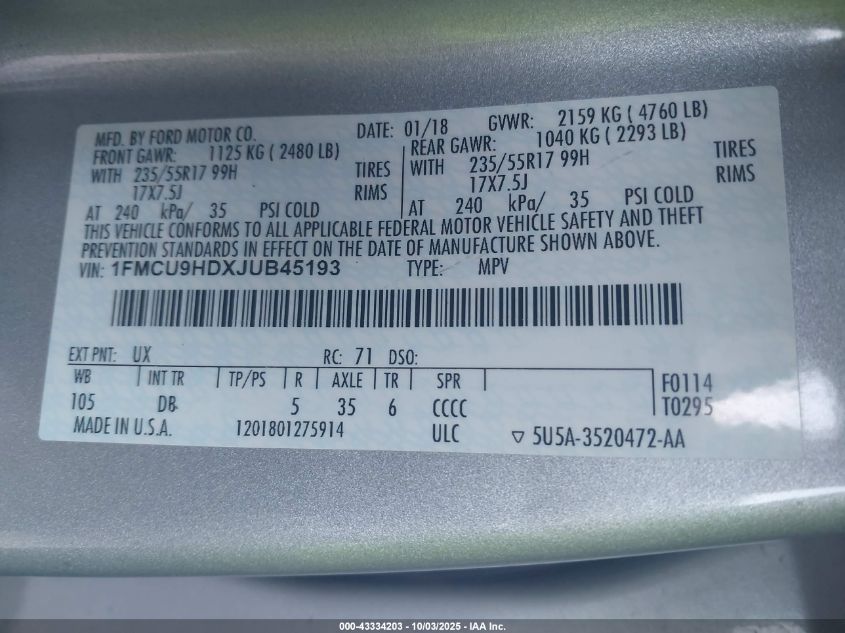 MFD. BY FORD MOTOR CO. DATE: 01/18 GVWR: 2159 KG ( 4760 LB)
FRONT GAWR: 1125 KG ( 2480 LB) REAR GAWR: 1040 KG ( 2293 LB)
WITH 235/55R17 99H TIRES WITH 235/55R17 99H TIRES
17X7.5J RIMS 17X7.5J RIMS
AT 240 kPa/ 35 PSI COLD AT 240 kPa/ 35 PSI COLD
THIS VEHICLE CONFORMS TO ALL APPLICABLE FEDERAL MOTOR VEHICLE SAFETY AND THEFT
PREVENTION STANDARDS IN EFFECT ON THE DATE OF MANUFACTURE SHOWN ABOVE.
VIN: 1FMCU9HDXJUB45193 TYPE: MPV
EXT PNT: UX RC: 71 DSO:
WB INT TR TP/PS R AXLE TR SPR F0114
105 DB 5 35 6 CCCC T0295
MADE IN U.S.A. 1201801275914 ULC ▽ 5U5A-3520472-AA
000-43334203 - 10/03/2025 - IAA Inc.